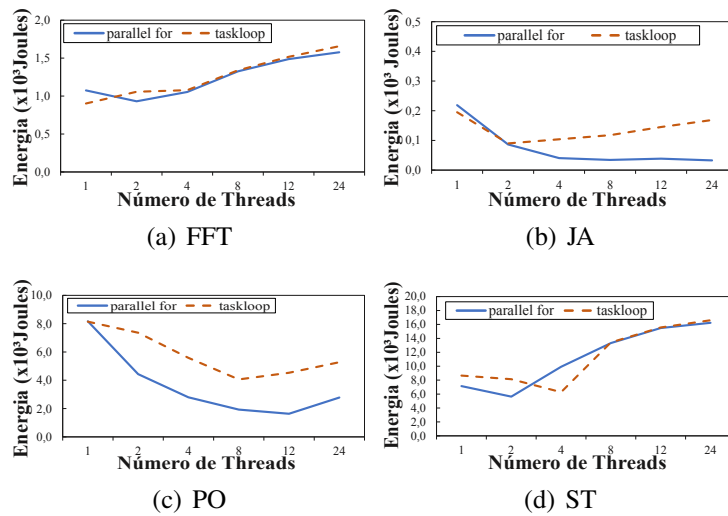 2,0
1,5
1,0
0,5
0,0
Energia (x10³Joules)
parallel for taskloop
1 2 4 8 12 24
Número de Threads
(a) FFT
0,5
0,4
0,3
0,2
0,1
0,0
Energia (x10³Joules)
parallel for taskloop
1 2 4 8 12 24
Número de Threads
(b) JA
10,0
8,0
6,0
4,0
2,0
0,0
Energia (x10³Joules)
parallel for taskloop
1 2 4 8 12 24
Número de Threads
(c) PO
20,0
18,0
16,0
14,0
12,0
10,0
8,0
6,0
4,0
2,0
0,0
Energia (x10³Joules)
parallel for taskloop
1 2 4 8 12 24
Número de Threads
(d) ST